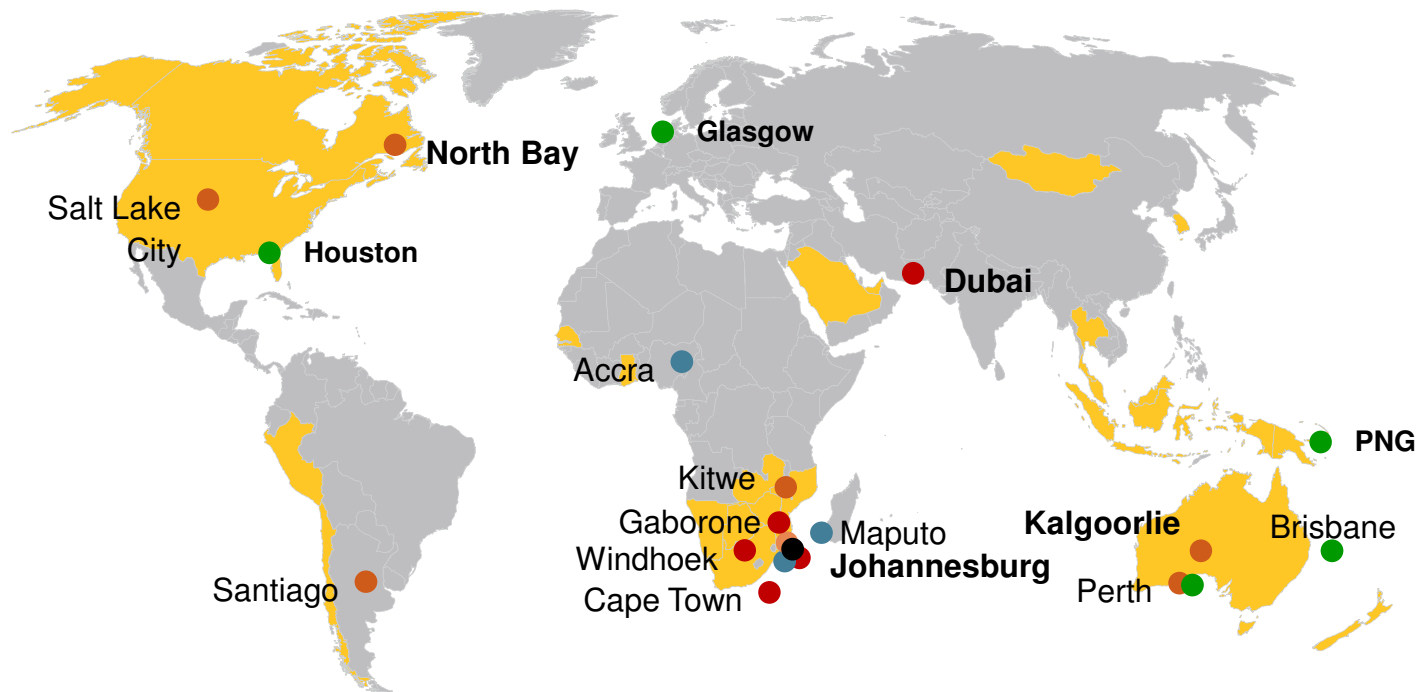 Glasgow
North Bay
Salt Lake
City
Houston
Dubai
Accra
PNG
Kitwe
Gaborone
Maputo
Kalgoorlie
Brisbane
Windhoek
Johannesburg
Santiago
Cape Town
Perth